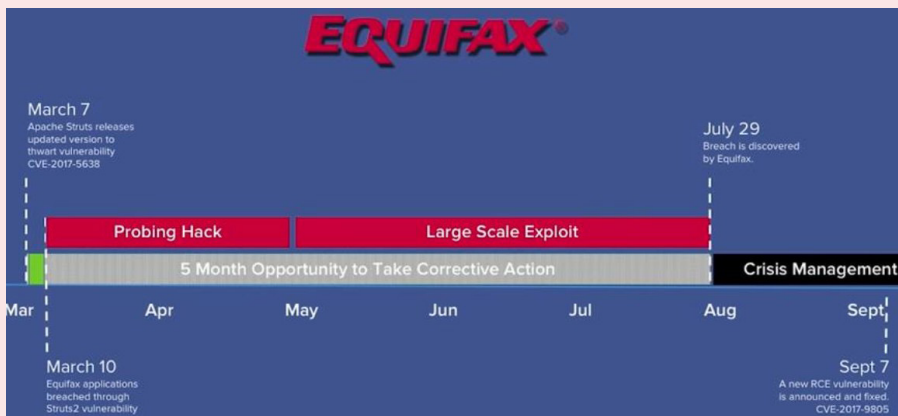 EQUIFAX
March 7
Apache Struts releases
updated version to
thwart vulnerability
CVE-2017-5638
July 29
Breach is discovered
by Equifax.
Probing Hack
Large Scale Exploit
5 Month Opportunity to Take Corrective Action
Crisis Management
Mar Apr May Jun Jul Aug Sept
March 10
Equifax applications
breached through
Struts2 vulnerability
Sept 7
A new RCE vulnerability
is announced and fixed.
CVE-2017-9805